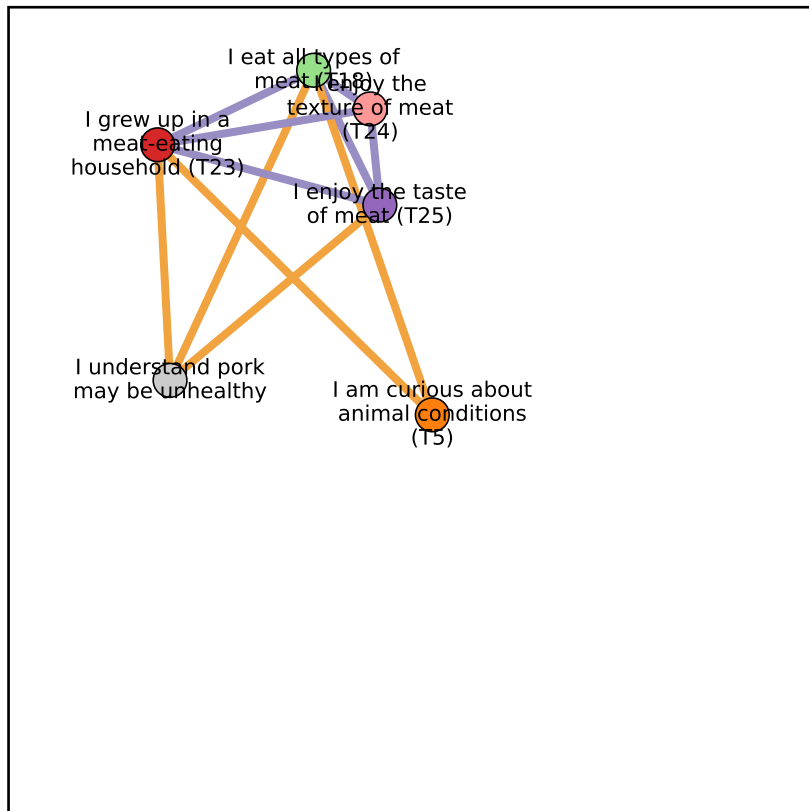 I eat all types of
meat (T18)
I enjoy the
texture of meat
(T24)
I grew up in a
meat-eating
household (T23)
I enjoy the taste
of meat (T25)
I understand pork
may be unhealthy
I am curious about
animal conditions
(T5)